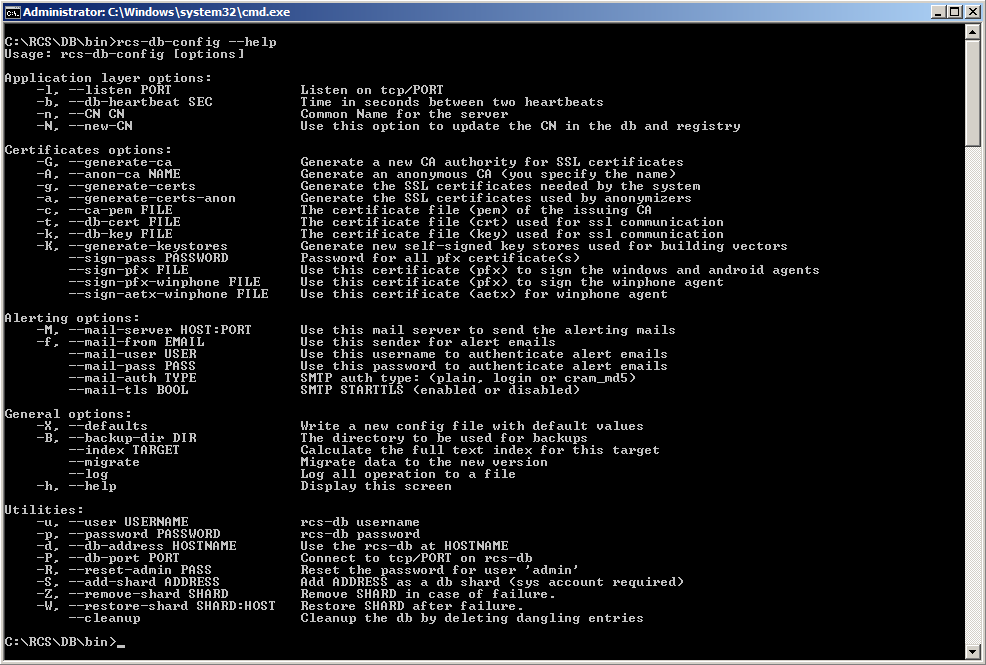 Administrator: C:\Windows\system32\cmd.exe
C:\RCS\DB\bin>rcs-db-config --help
Usage: rcs-db-config [options]
Application layer options:
-l, --listen PORT Listen on tcp/PORT
-b, --db-heartbeat SEC Time in seconds between two heartbeats
-n, --CN CN Common Name for the server
-N, --new-CN Use this option to update the CN in the db and registry
Certificates options:
-G, --generate-ca Generate a new CA authority for SSL certificates
-A, --anon-ca NAME Generate an anonymous CA (you specify the name)
-g, --generate-certs Generate the SSL certificates needed by the system
-a, --generate-certs-anon Generate the SSL certificates used by anonymizers
-c, --ca-pem FILE The certificate file (pem) of the issuing CA
-t, --db-cert FILE The certificate file (crt) used for ssl communication
-k, --db-key FILE The certificate file (key) used for ssl communication
-K, --generate-keystores Generate new self-signed key stores used for building vectors
--sign-pass PASSWORD Password for all pfx certificate(s)
--sign-pfx FILE Use this certificate (pfx) to sign the windows and android agents
--sign-pfx-winphone FILE Use this certificate (pfx) to sign the winphone agent
--sign-aetx-winphone FILE Use this certificate (aetx) for winphone agent
Alerting options:
-M, --mail-server HOST:PORT Use this mail server to send the alerting mails
-f, --mail-from EMAIL Use this sender for alert emails
--mail-user USER Use this username to authenticate alert emails
--mail-pass PASS Use this password to authenticate alert emails
--mail-auth TYPE SMTP auth type: (plain, login or cram_md5)
--mail-tls BOOL SMTP STARTTLS (enabled or disabled)
General options:
-X, --defaults Write a new config file with default values
-B, --backup-dir DIR The directory to be used for backups
--index TARGET Calculate the full text index for this target
--migrate Migrate data to the new version
--log Log all operation to a file
-h, --help Display this screen
Utilities:
-u, --user USERNAME rcs-db username
-p, --password PASSWORD rcs-db password
-d, --db-address HOSTNAME Use the rcs-db at HOSTNAME
-P, --db-port PORT Connect to tcp/PORT on rcs-db
-R, --reset-admin PASS Reset the password for user 'admin'
-S, --add-shard ADDRESS Add ADDRESS as a db shard (sys account required)
-Z, --remove-shard SHARD Remove SHARD in case of failure.
-W, --restore-shard SHARD:HOST Restore SHARD after failure.
--cleanup Cleanup the db by deleting dangling entries
C:\RCS\DB\bin>_